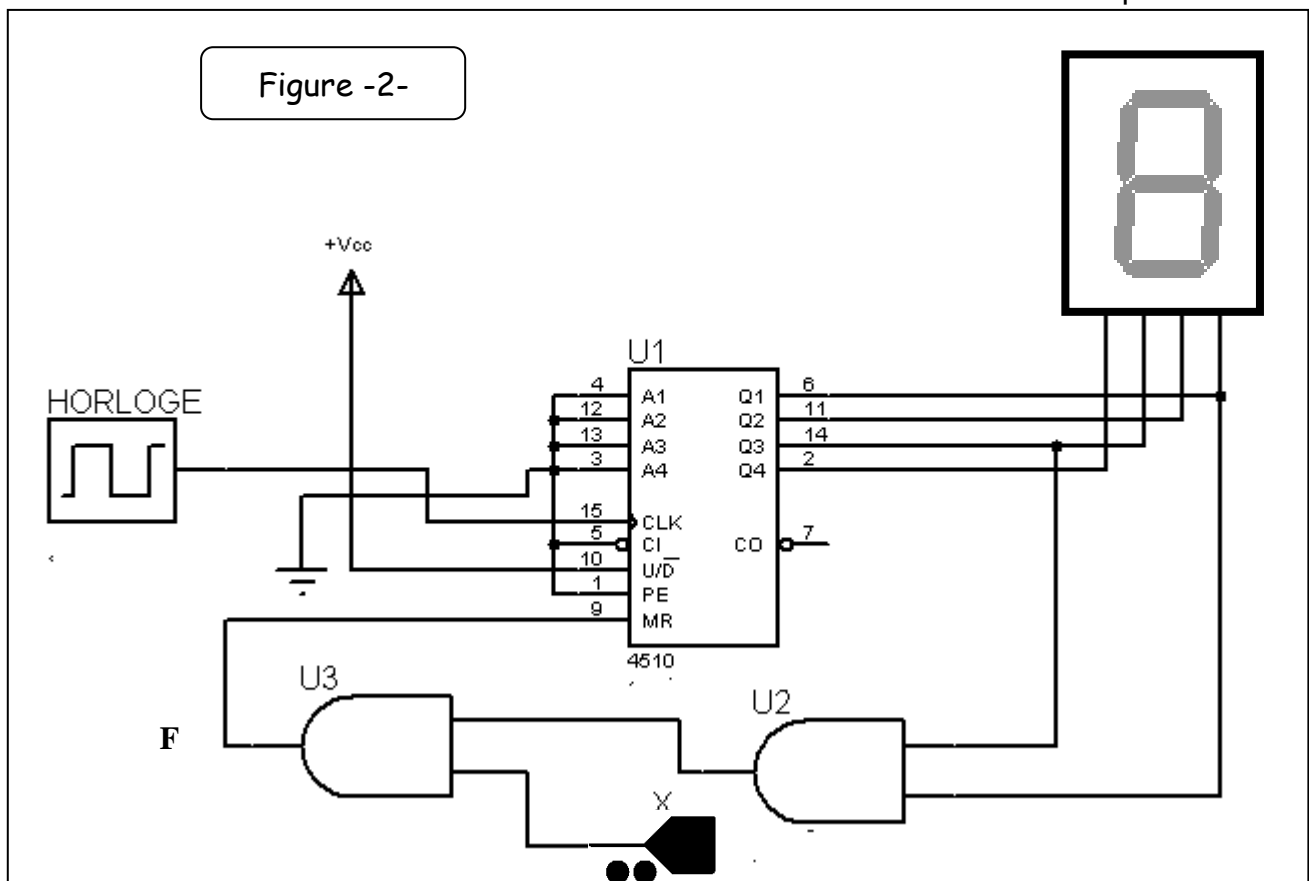 Figure -2-
+Vcc
HORLOGE
U1
4 A1 Q1 6
12 A2 Q2 11
13 A3 Q3 14
3 A4 Q4 2
15 CLK
5 CI CO 7
10 U/D̅
1 PE
9 MR
4510
U3
U2
F
X